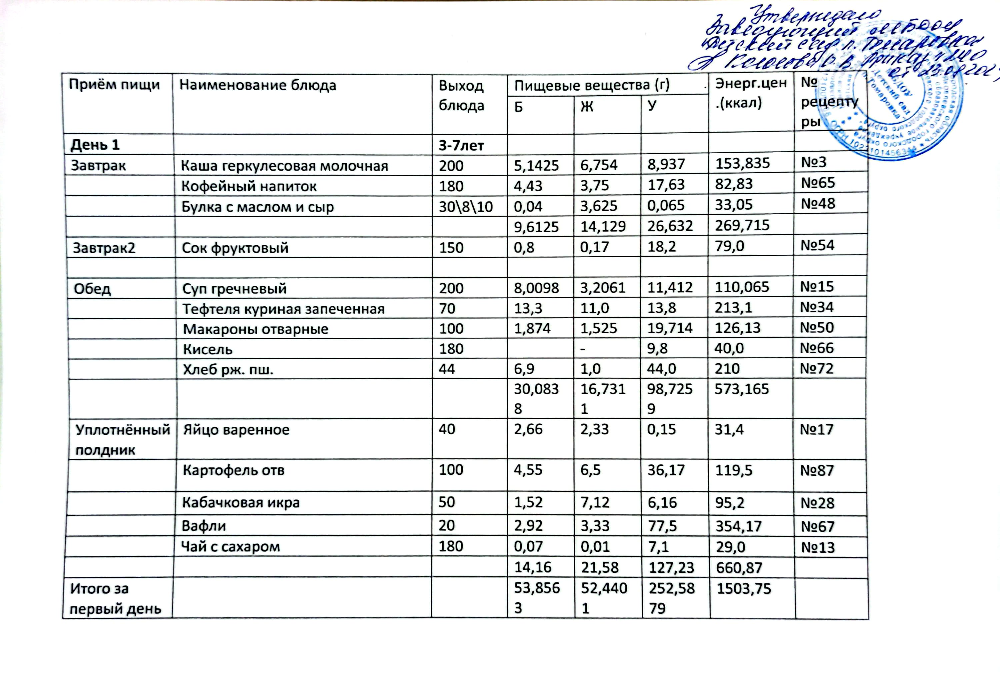 Утверждаю
Заведующий МБДОУ
"Детский сад п. Томаровка"
от 23.08.202
МБДОУ
Детский сад
п.Томаровка
Приём пищи Наименование блюда Выход блюда Пищевые вещества (г) Энерг.цен.(ккал) № рецептуры
Б Ж У
День 1 3-7лет
Завтрак Каша геркулесовая молочная 200 5,1425 6,754 8,937 153,835 №3
Кофейный напиток 180 4,43 3,75 17,63 82,83 №65
Булка с маслом и сыр 30\8\10 0,04 3,625 0,065 33,05 №48
9,6125 14,129 26,632 269,715
Завтрак2 Сок фруктовый 150 0,8 0,17 18,2 79,0 №54
Обед Суп гречневый 200 8,0098 3,2061 11,412 110,065 №15
Тефтеля куриная запеченная 70 13,3 11,0 13,8 213,1 №34
Макароны отварные 100 1,874 1,525 19,714 126,13 №50
Кисель 180 - 9,8 40,0 №66
Хлеб рж. пш. 44 6,9 1,0 44,0 210 №72
30,0838 16,7311 98,7259 573,165
Уплотнённый полдник Яйцо варенное 40 2,66 2,33 0,15 31,4 №17
Картофель отв 100 4,55 6,5 36,17 119,5 №87
Кабачковая икра 50 1,52 7,12 6,16 95,2 №28
Вафли 20 2,92 3,33 77,5 354,17 №67
Чай с сахаром 180 0,07 0,01 7,1 29,0 №13
14,16 21,58 127,23 660,87
Итого за первый день 53,8563 52,4401 252,5879 1503,75